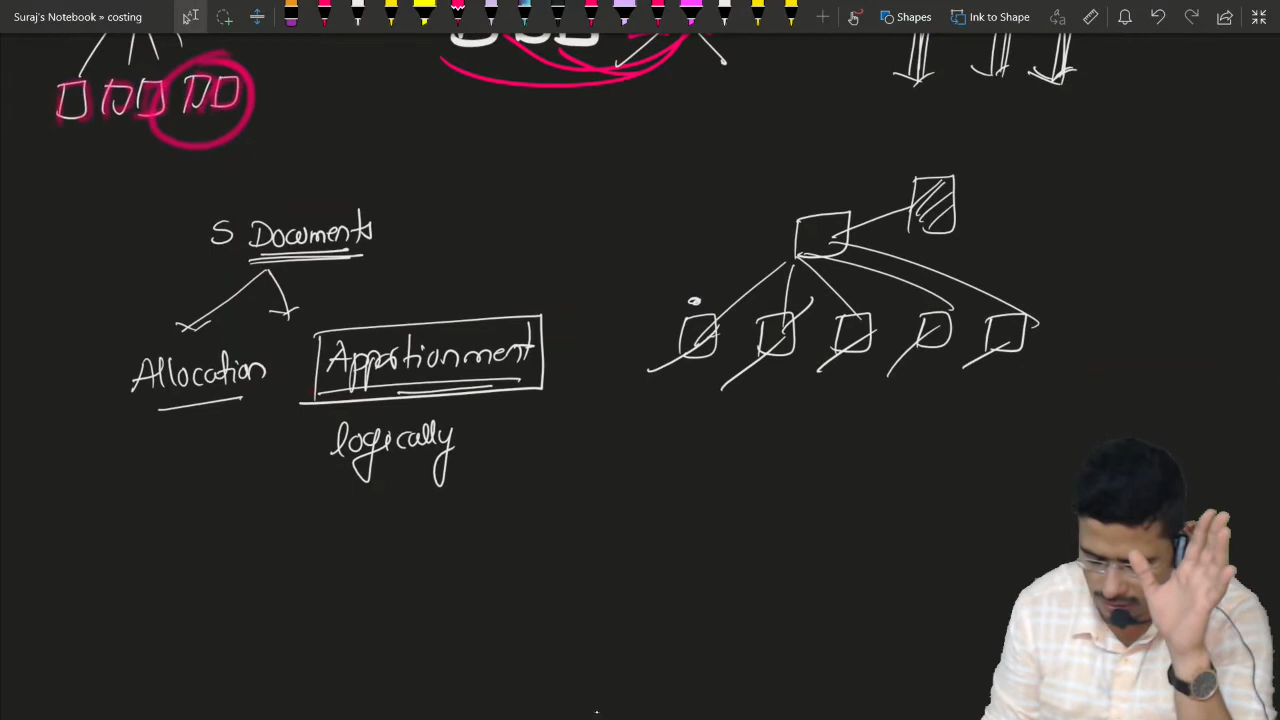 Suraj's Notebook » costing
Shapes
Ink to Shape
S Documents
Allocation
Apportionment
logically